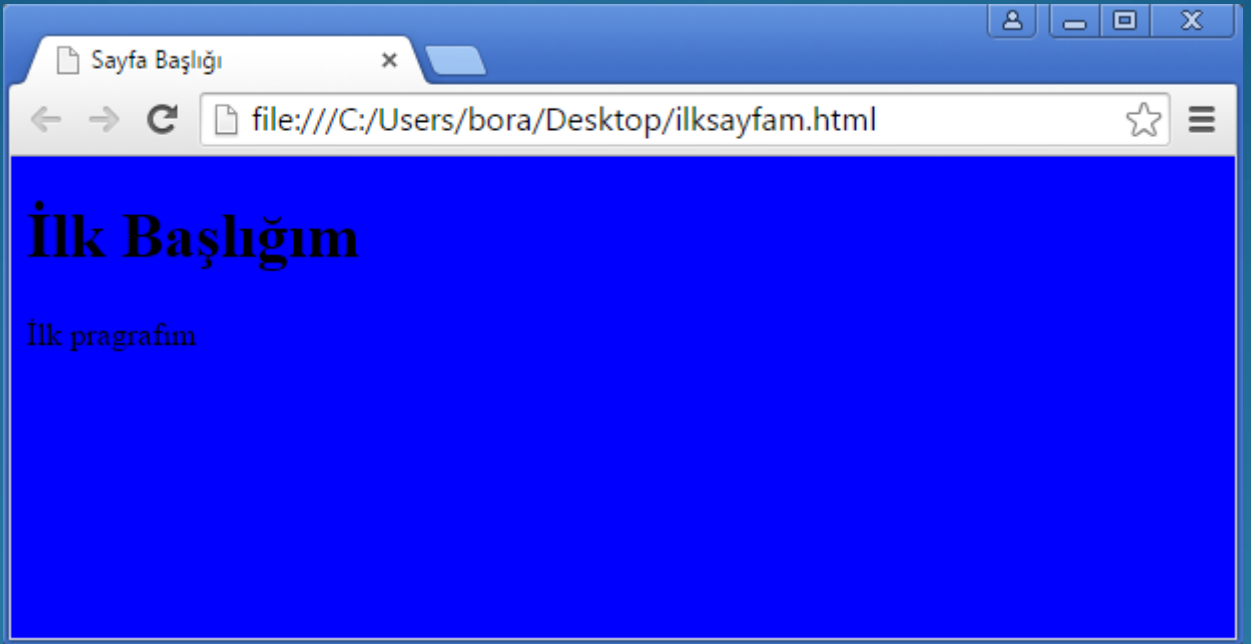 Sayfa Başlığı
file:///C:/Users/bora/Desktop/ilksayfam.html
İlk Başlığım
İlk pragrafım